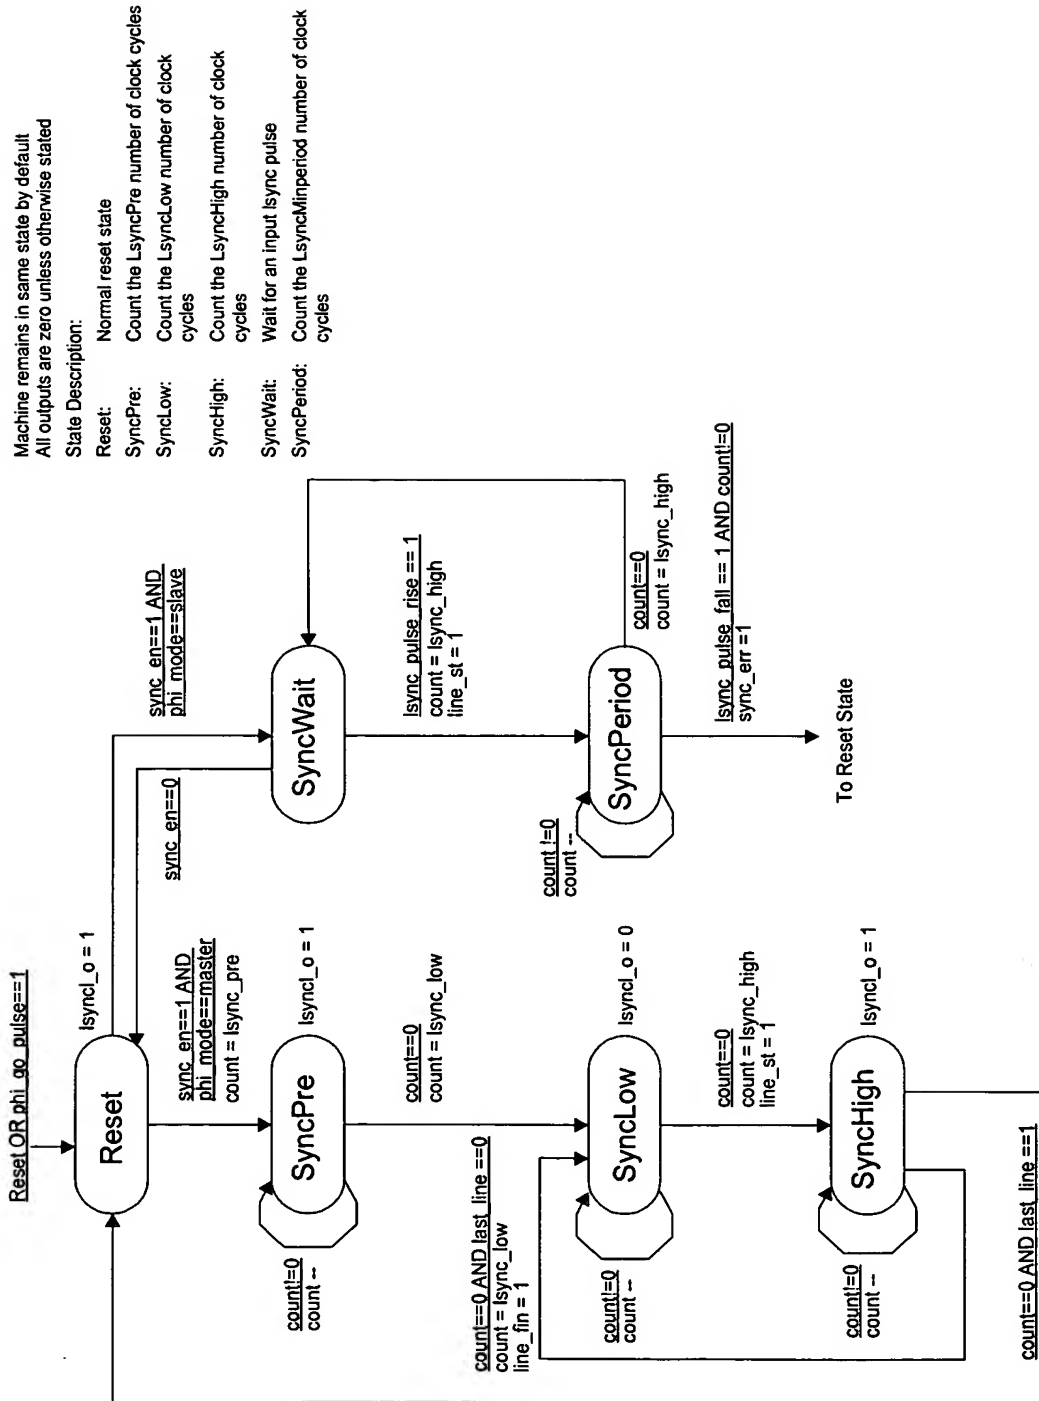 Machine remains in same state by default
All outputs are zero unless otherwise stated
State Description:
Reset: Normal reset state
SyncPre: Count the LsyncPre number of clock cycles
SyncLow: Count the LsyncLow number of clock
cycles
SyncHigh: Count the LsyncHigh number of clock
cycles
SyncWait: Wait for an input lsync pulse
SyncPeriod: Count the LsyncMinperiod number of clock
cycles
Reset OR phi_go_pulse==1
Reset
lsyncl_o = 1
sync_en==1 AND
phi_mode==slave
sync_en==0
SyncWait
lsync_pulse_rise == 1
count = lsync_high
line_st = 1
count !=0
count --
SyncPeriod
count==0
count = lsync_high
lsync_pulse_fall == 1 AND count!=0
sync_err =1
To Reset State
sync_en==1 AND
phi_mode==master
count = lsync_pre
SyncPre
lsyncl_o = 1
count!=0
count --
count==0
count = lsync_low
count==0 AND last_line ==0
count = lsync_low
line_fin = 1
SyncLow
lsyncl_o = 0
count!=0
count --
count==0
count = lsync_high
line_st = 1
SyncHigh
lsyncl_o = 1
count!=0
count --
count==0 AND last_line ==1